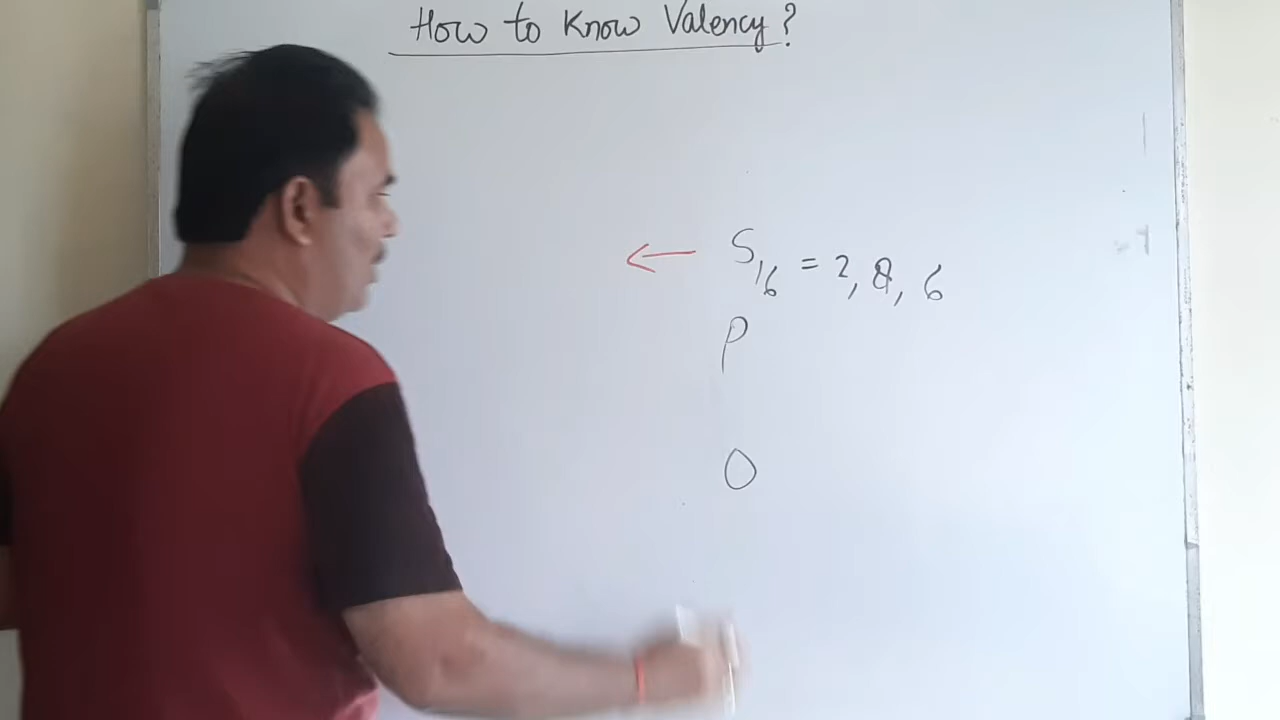 How to Know Valency?
← S16 = 2, 8, 6
P
O